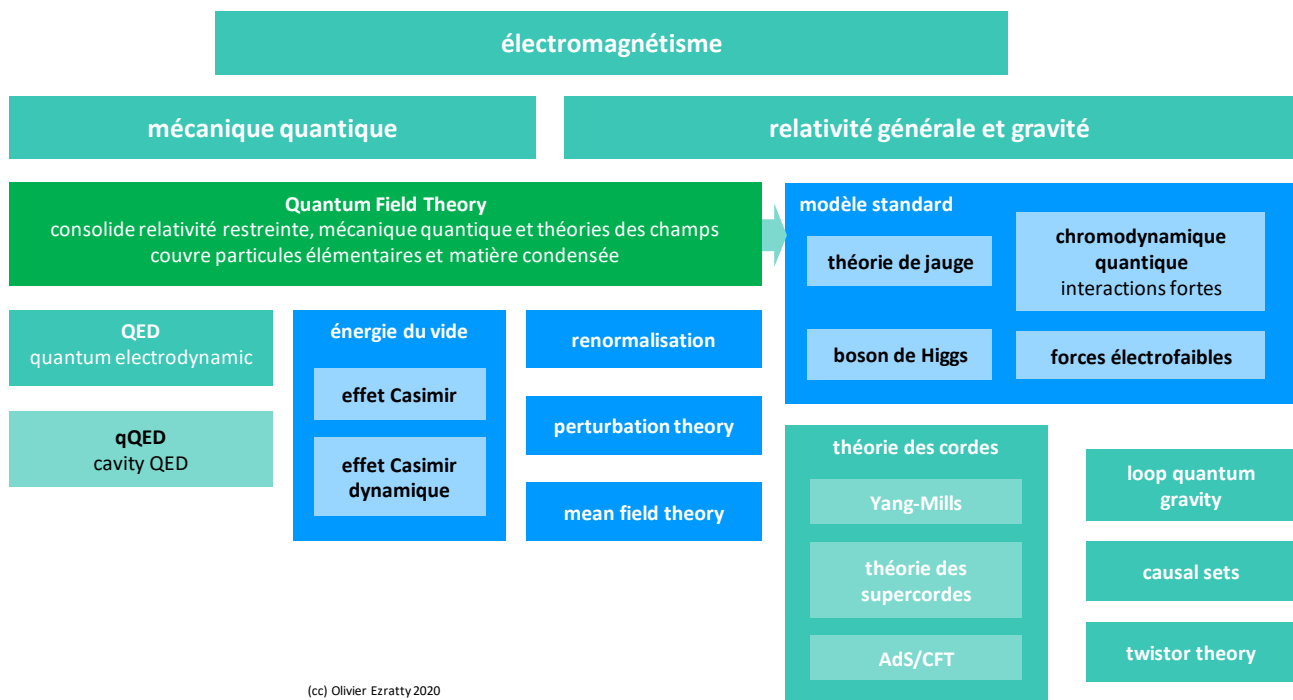 électromagnétisme
mécanique quantique
relativité générale et gravité
Quantum Field Theory
consolide relativité restreinte, mécanique quantique et théories des champs
couvre particules élémentaires et matière condensée
modèle standard
théorie de jauge
chromodynamique
quantique
interactions fortes
boson de Higgs
forces électrofaibles
QED
quantum electrodynamic
qQED
cavity QED
énergie du vide
effet Casimir
effet Casimir
dynamique
renormalisation
perturbation theory
mean field theory
théorie des cordes
Yang-Mills
théorie des
supercordes
AdS/CFT
loop quantum
gravity
causal sets
twistor theory
(cc) Olivier Ezratty 2020